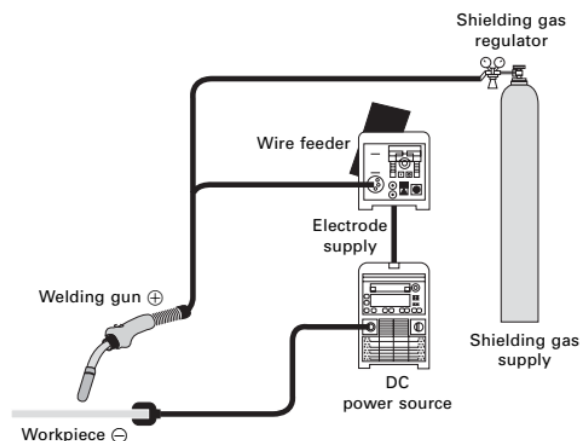 Shielding gas
regulator
Wire feeder
Electrode
supply
Welding gun ⊕
Shielding gas
supply
DC
power source
Workpiece ⊖